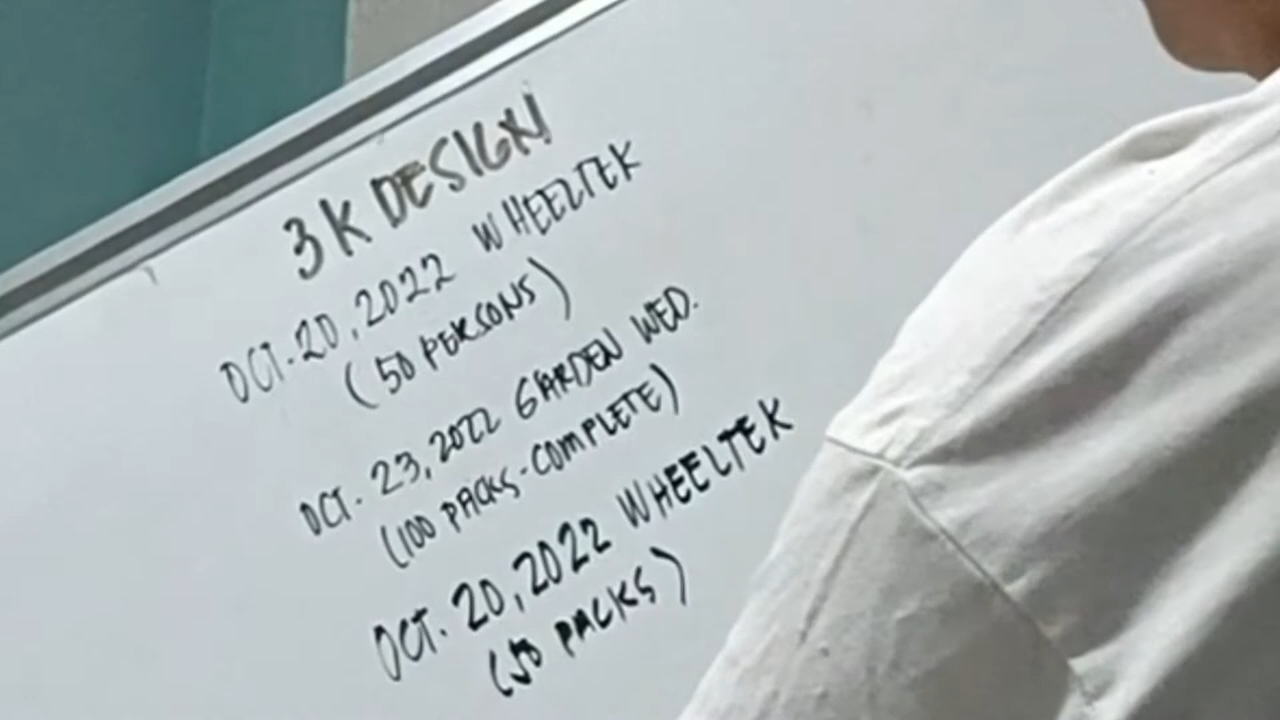 3K DESIGN
OCT. 20, 2022 WHEELTEK
(50 PERSONS)
OCT. 23, 2022 GARDEN WED.
(100 PACKS-COMPLETE)
OCT. 20, 2022 WHEELTEK
(50 PACKS)